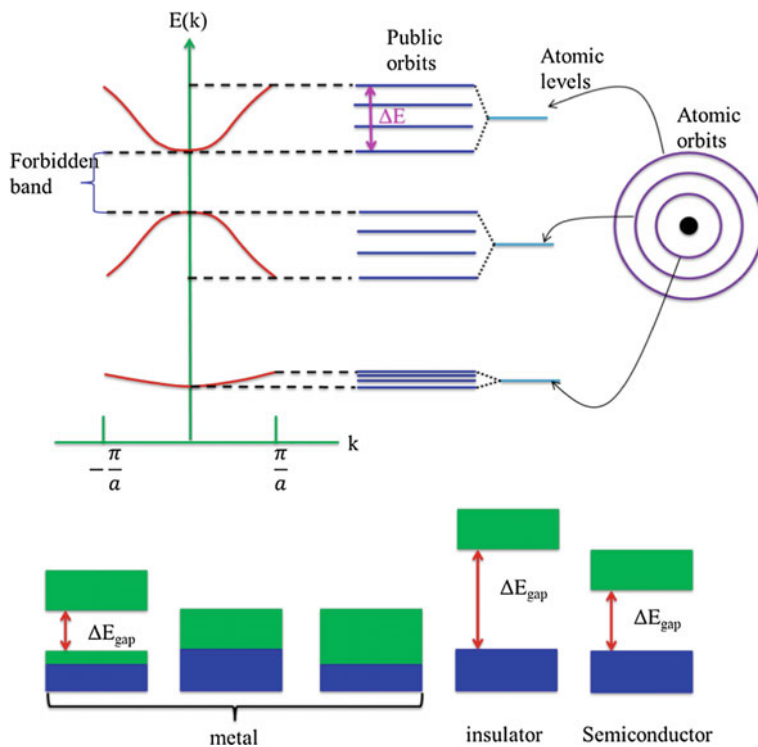 E(k)
Public
orbits
Atomic
levels
Atomic
orbits
ΔE
Forbidden
band
k
-π/a
π/a
ΔEgap
ΔEgap
ΔEgap
metal
insulator
Semiconductor